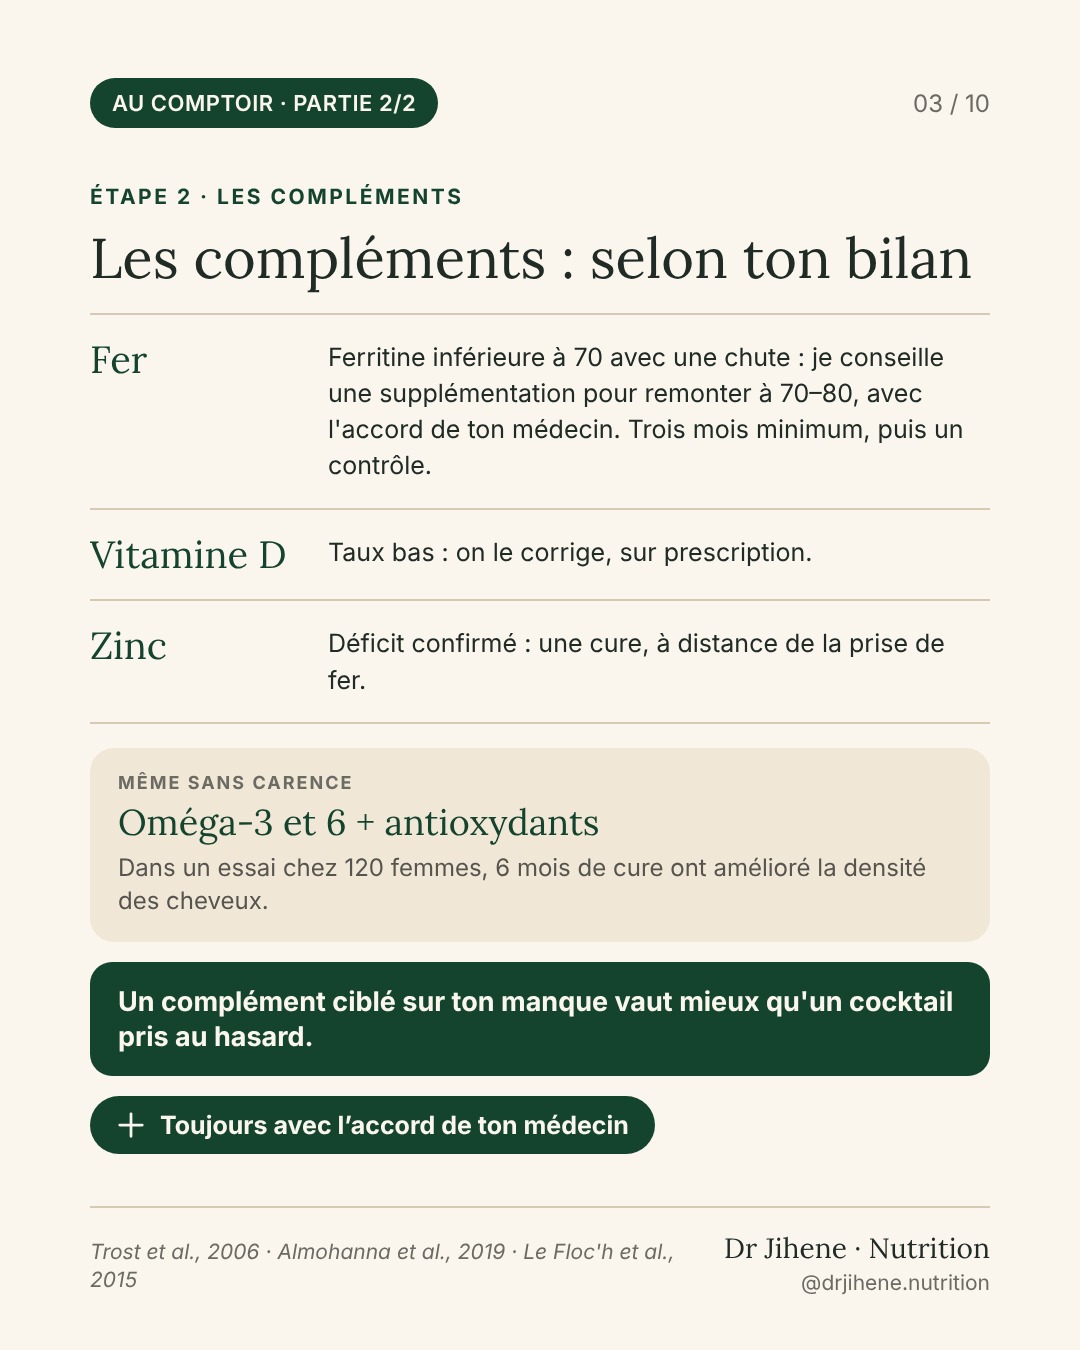 AU COMPTOIR · PARTIE 2/2
03 / 10
ÉTAPE 2 · LES COMPLÉMENTS
Les compléments : selon ton bilan
Fer
Ferritine inférieure à 70 avec une chute : je conseille
une supplémentation pour remonter à 70–80, avec
l'accord de ton médecin. Trois mois minimum, puis un
contrôle.
Vitamine D
Taux bas : on le corrige, sur prescription.
Zinc
Déficit confirmé : une cure, à distance de la prise de
fer.
MÊME SANS CARENCE
Oméga-3 et 6 + antioxydants
Dans un essai chez 120 femmes, 6 mois de cure ont amélioré la densité
des cheveux.
Un complément ciblé sur ton manque vaut mieux qu'un cocktail
pris au hasard.
Toujours avec l’accord de ton médecin
Trost et al., 2006 · Almohanna et al., 2019 · Le Floc'h et al.,
2015
Dr Jihene · Nutrition
@drjihene.nutrition